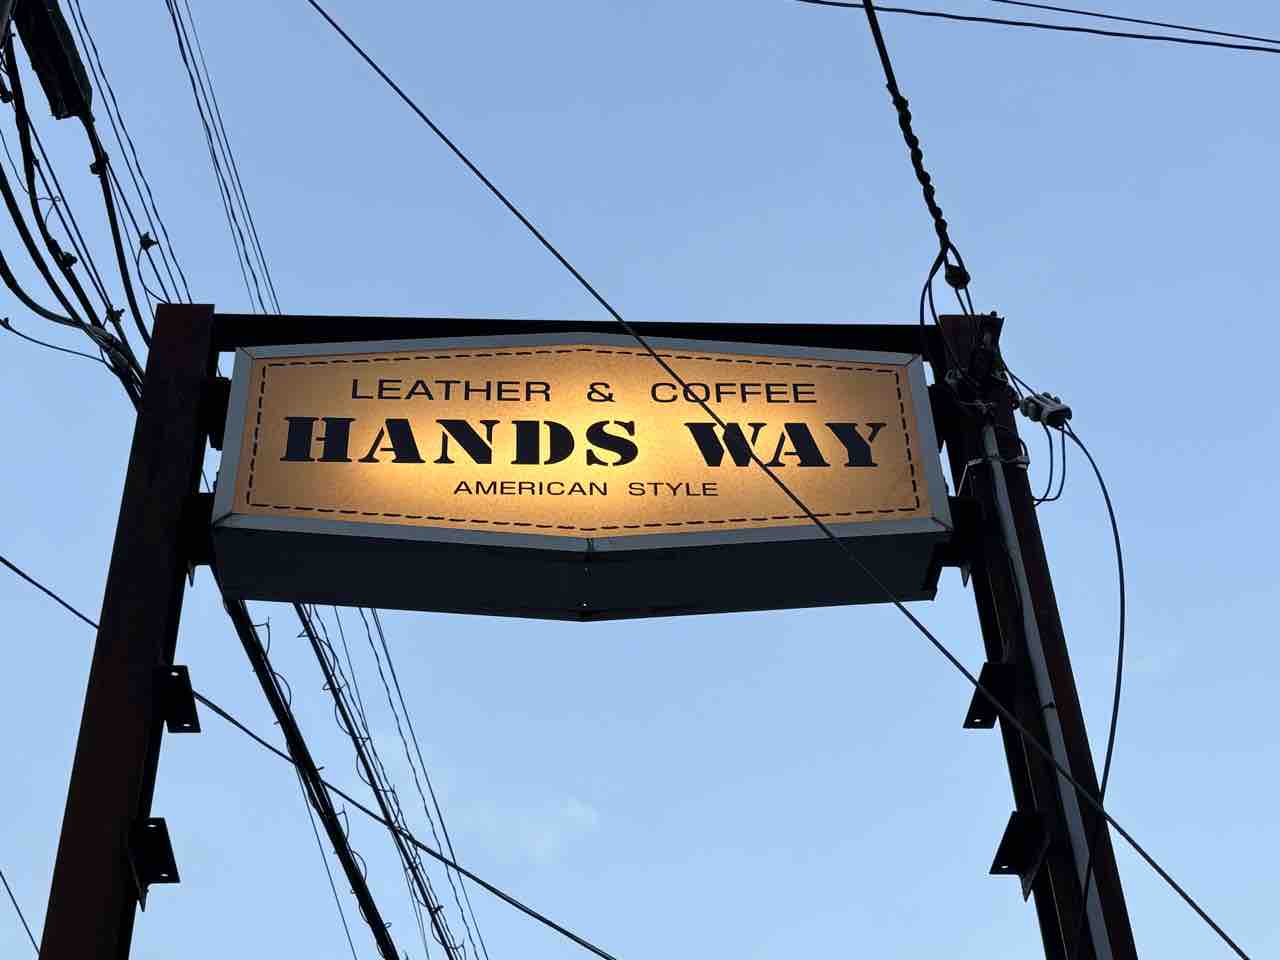 LEATHER & COFFEE
HANDS WAY
AMERICAN STYLE